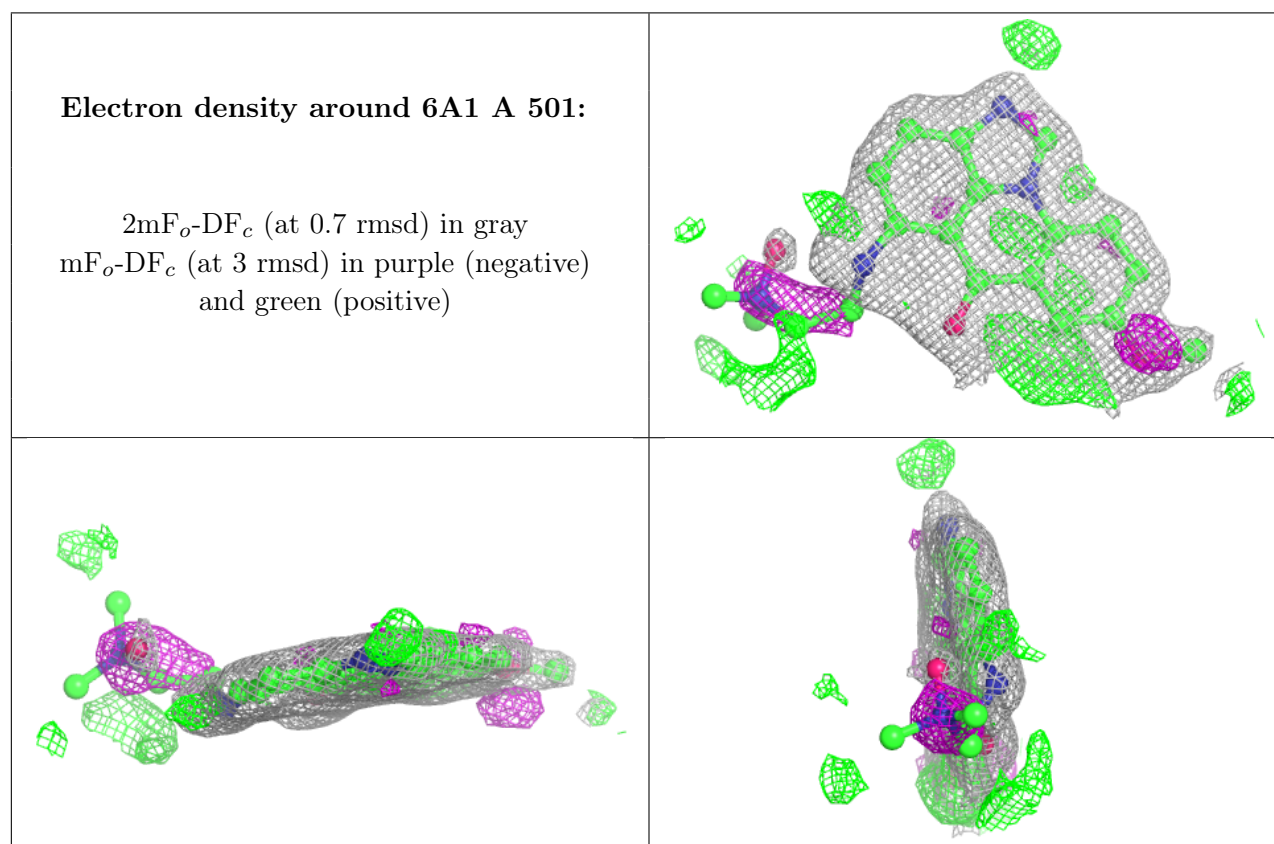 Electron density around 6A1 A 501:
2mFₒ-DF𝒸 (at 0.7 rmsd) in gray
mFₒ-DF𝒸 (at 3 rmsd) in purple (negative)
and green (positive)